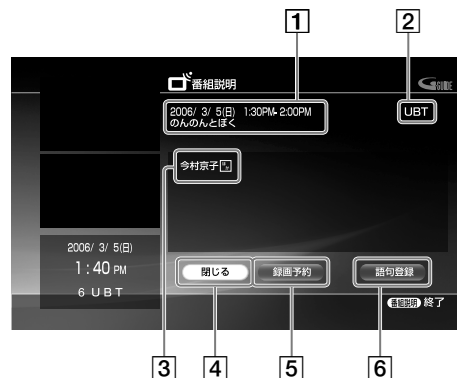 1
2
番組説明
G GUIDE
2006/ 3/ 5(日) 1:30PM- 2:00PM
UBT
のんのんとぼく
今村京子
2006/ 3/ 5(日)
1:40 PM
6 UBT
閉じる
録画予約
語句登録
番組説明 終了
3
4
5
6